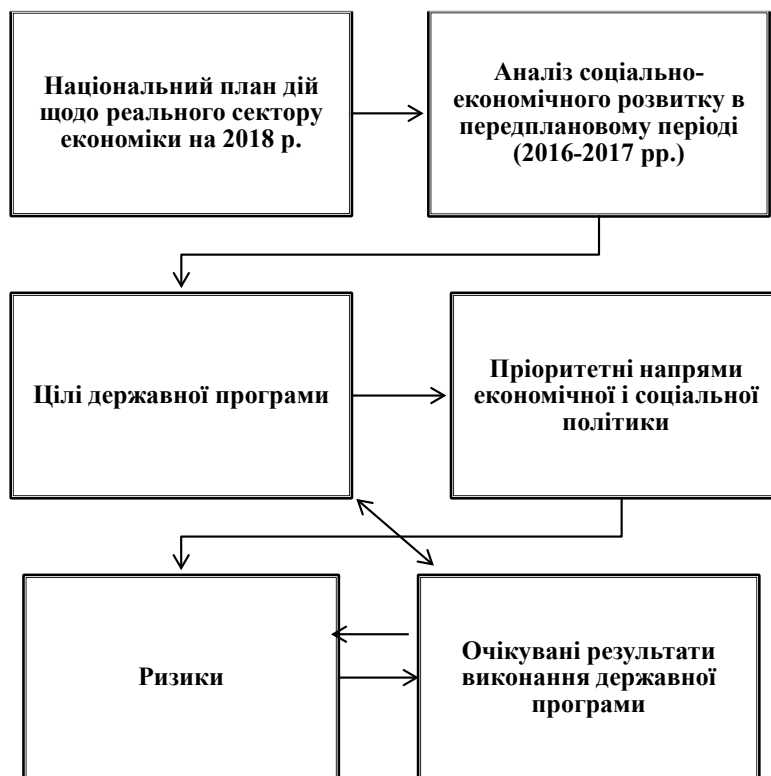 Національний план дій
щодо реального сектору
економіки на 2018 р.
Аналіз соціально-
економічного розвитку в
передплановому періоді
(2016-2017 рр.)
Цілі державної програми
Пріоритетні напрями
економічної і соціальної
політики
Ризики
Очікувані результати
виконання державної
програми